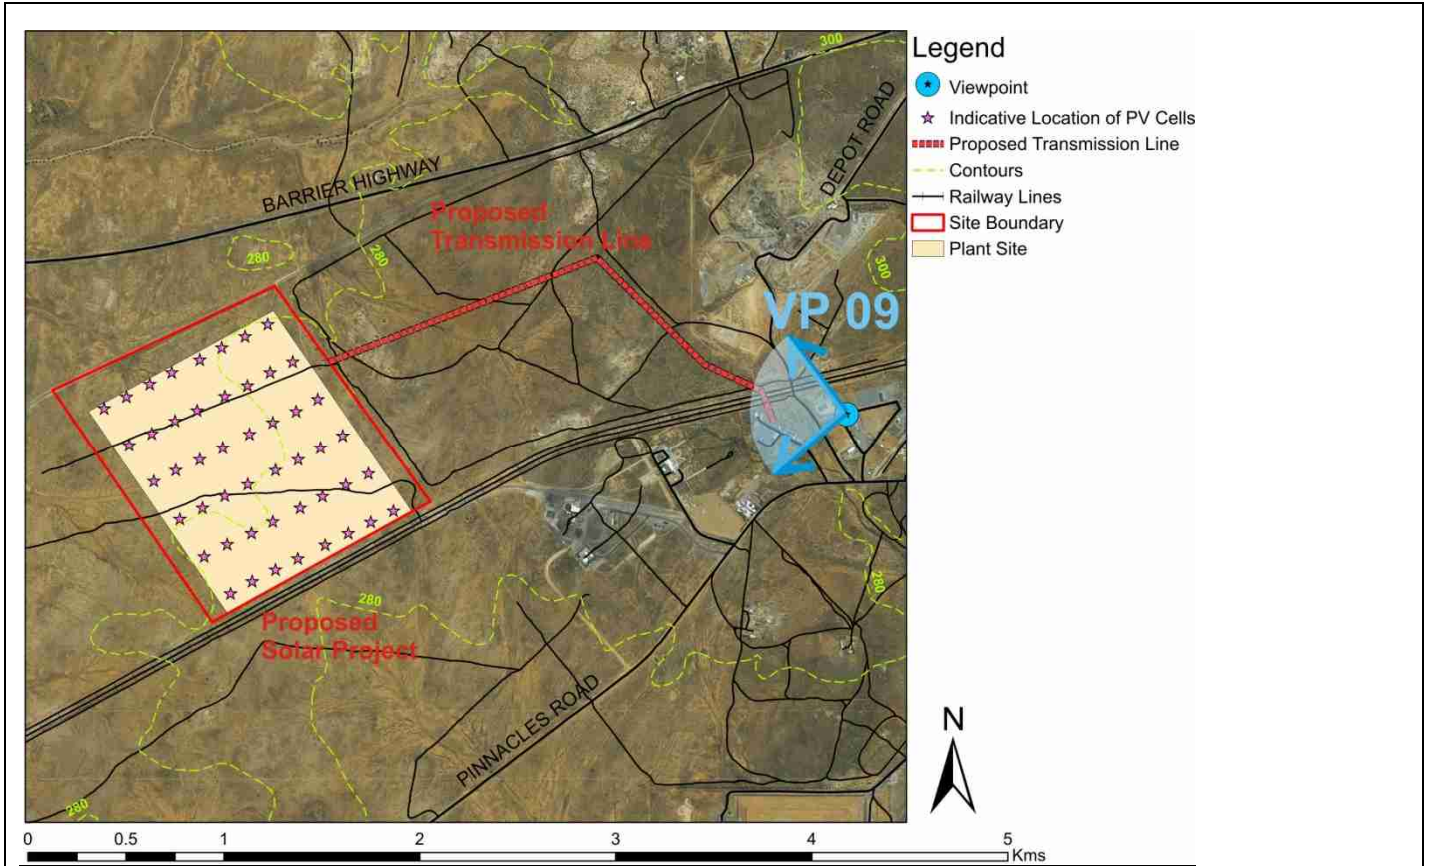 300
Legend
Viewpoint
Indicative Location of PV Cells
Proposed Transmission Line
Contours
Railway Lines
Site Boundary
Plant Site
DEPOT ROAD
BARRIER HIGHWAY
Proposed
Transmission Line
280
280
300
VP 09
280
280
Proposed
Solar Project
PINNACLES ROAD
N
280
0 0.5 1 2 3 4 5
Kms